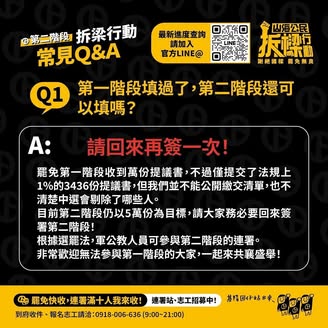 第二階段 拆梁行動
常見Q&A
最新進度查詢
請加入
官方LINE@
山海公民
拆樑行動
Q1
第一階段填過了，第二階段還可
以填嗎?
A:
請回來再簽一次!
罷免第一階段收到萬份提議書，不過僅提交了法規上
1%的3436份提議書，但我們並不能公開繳交清單，也不
清楚中選會剔除了哪些人。
目前第二階段仍以5萬份為目標，請大家務必要回來簽
署第二階段!
根據選罷法，軍公教人員可參與第二階段的連署。
非常歡迎無法參與第一階段的大家，一起來共襄盛舉!
罷免快收，連署滿十人我來收!
連署站、志工招募中!
到府收件、報名志工請洽：0918-006-636 (9:00~21:00)